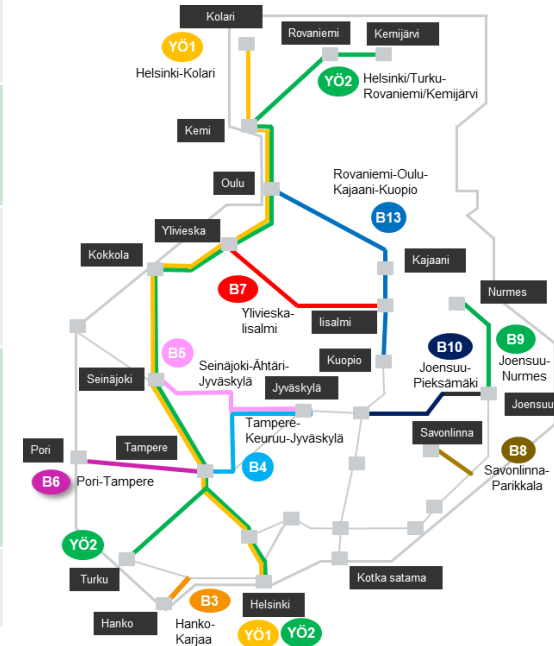 Kolari
YÖ1
Helsinki-Kolari
Rovaniemi
Kemijärvi
YÖ2
Helsinki/Turku-
Rovaniemi/Kemijärvi
Kemi
Oulu
Rovaniemi-Oulu-
Kajaani-Kuopio
B13
Ylivieska
Kokkola
Kajaani
B7
Ylivieska-
Iisalmi
Iisalmi
Nurmes
B5
Seinäjoki-Ähtäri-
Jyväskylä
Kuopio
B10
Joensuu-
Pieksämäki
B9
Joensuu-
Nurmes
Seinäjoki
Jyväskylä
Joensuu
Tampere-
Keuruu-Jyväskylä
Savonlinna
Pori
Tampere
B4
B8
Savonlinna-
Parikkala
B6
Pori-Tampere
YÖ2
Turku
Kotka satama
Hanko
B3
Hanko-
Karjaa
Helsinki
YÖ1
YÖ2